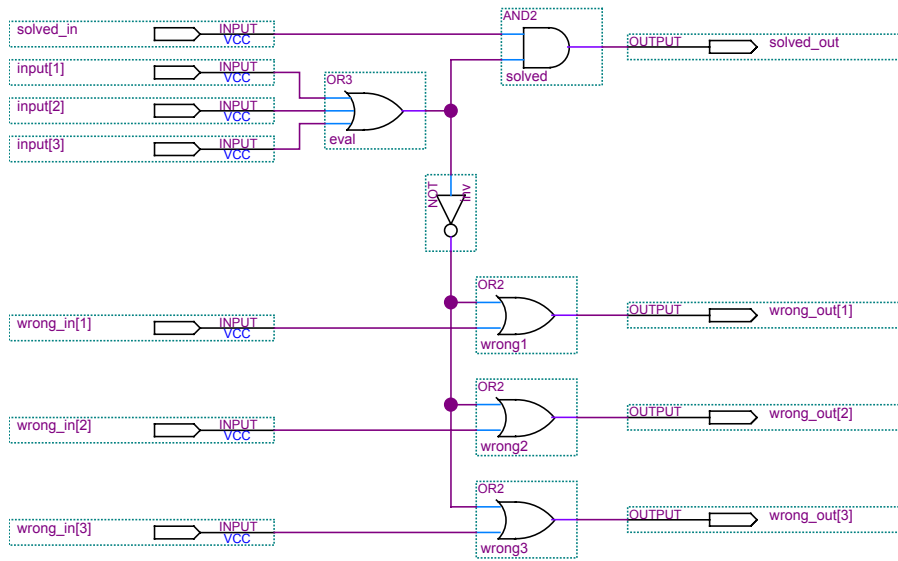 solved_in
INPUT
VCC
AND2
solved
OUTPUT
solved_out
input[1]
INPUT
VCC
input[2]
INPUT
VCC
input[3]
INPUT
VCC
OR3
eval
NOT
inv
wrong_in[1]
INPUT
VCC
OR2
wrong1
OUTPUT
wrong_out[1]
wrong_in[2]
INPUT
VCC
OR2
wrong2
OUTPUT
wrong_out[2]
wrong_in[3]
INPUT
VCC
OR2
wrong3
OUTPUT
wrong_out[3]